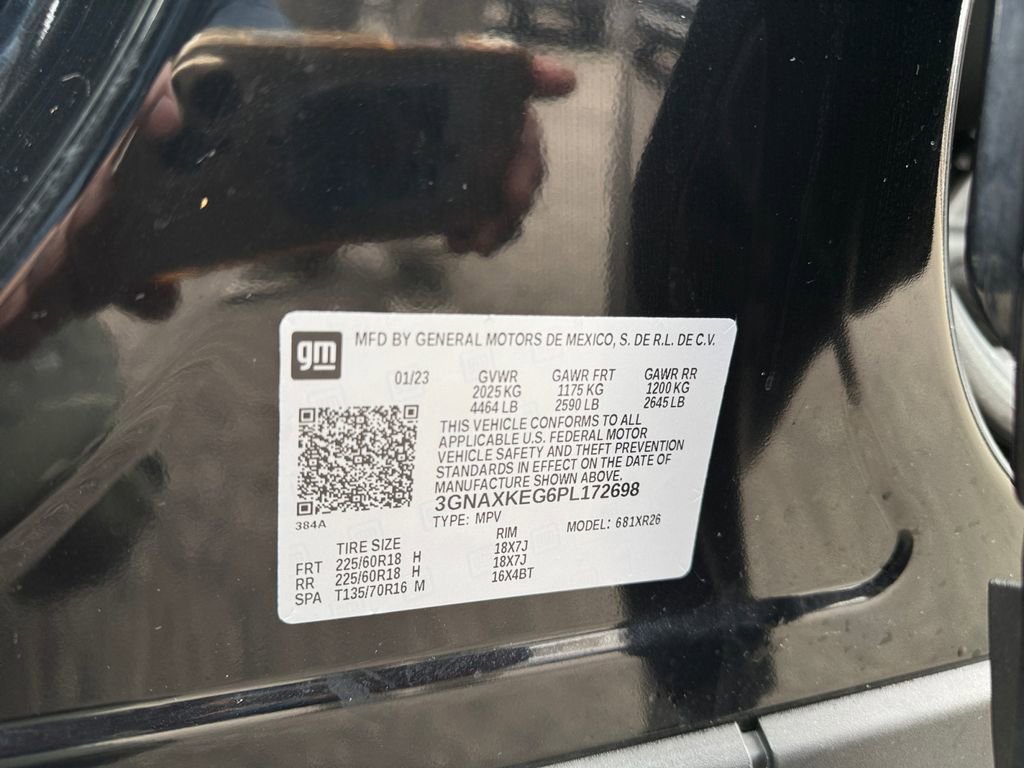 gm
MFD BY GENERAL MOTORS DE MEXICO, S. DE R.L. DE C.V.
01/23 GVWR GAWR FRT GAWR RR
2025 KG 1175 KG 1200 KG
4464 LB 2590 LB 2645 LB
THIS VEHICLE CONFORMS TO ALL
APPLICABLE U.S. FEDERAL MOTOR
VEHICLE SAFETY AND THEFT PREVENTION
STANDARDS IN EFFECT ON THE DATE OF
MANUFACTURE SHOWN ABOVE.
3GNAXKEG6PL172698
384A
TYPE: MPV MODEL: 681XR26
TIRE SIZE RIM
FRT 225/60R18 H 18X7J
RR 225/60R18 H 18X7J
SPA T135/70R16 M 16X4BT